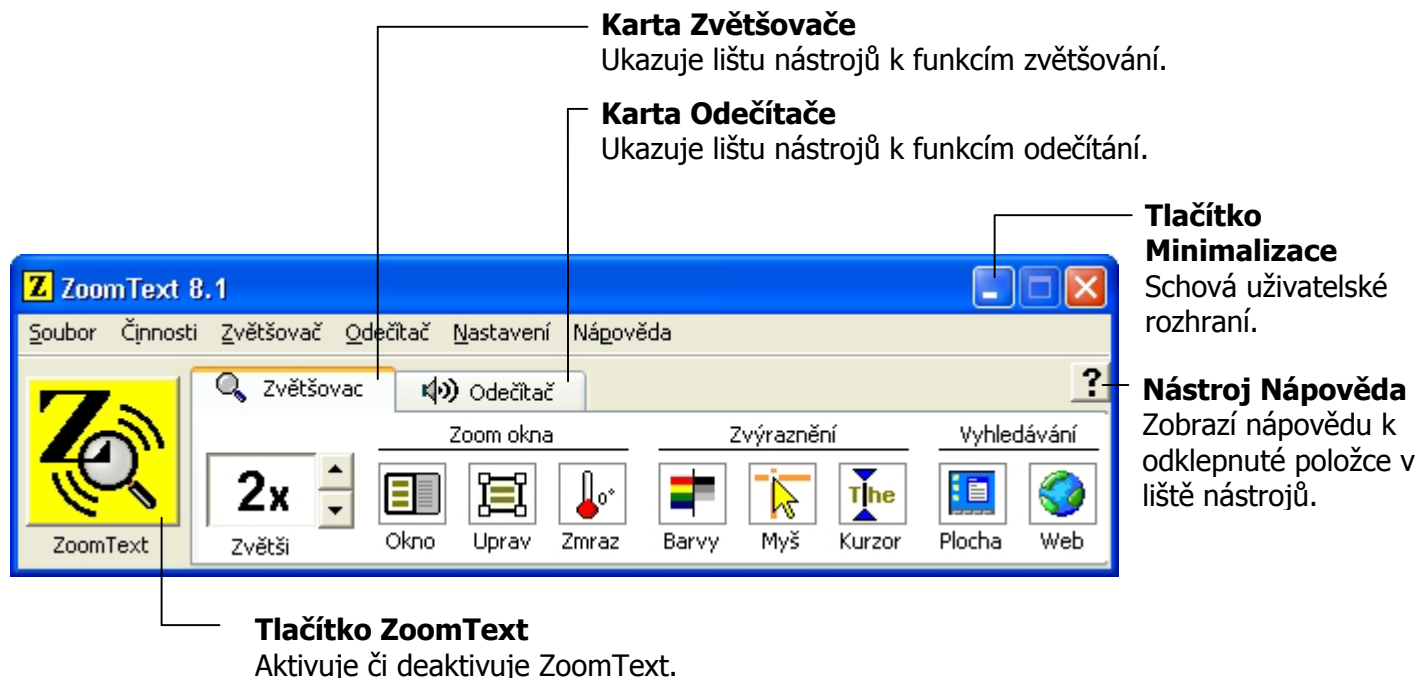 Karta Zvětšovače
Ukazuje lištu nástrojů k funkcím zvětšování.
Karta Odečítače
Ukazuje lištu nástrojů k funkcím odečítání.
Tlačítko
Minimalizace
Schová uživatelské
rozhraní.
Z ZoomText 8.1
Soubor Činnosti Zvětšovač Odečítač Nastavení Nápověda
Zvětšovac Odečítač ?
Nástroj Nápověda
Zobrazí nápovědu k
odklepnuté položce v
liště nástrojů.
Zoom okna Zvýraznění Vyhledávání
Z 2x 0° The
ZoomText Zvětši Okno Uprav Zmraz Barvy Myš Kurzor Plocha Web
Tlačítko ZoomText
Aktivuje či deaktivuje ZoomText.